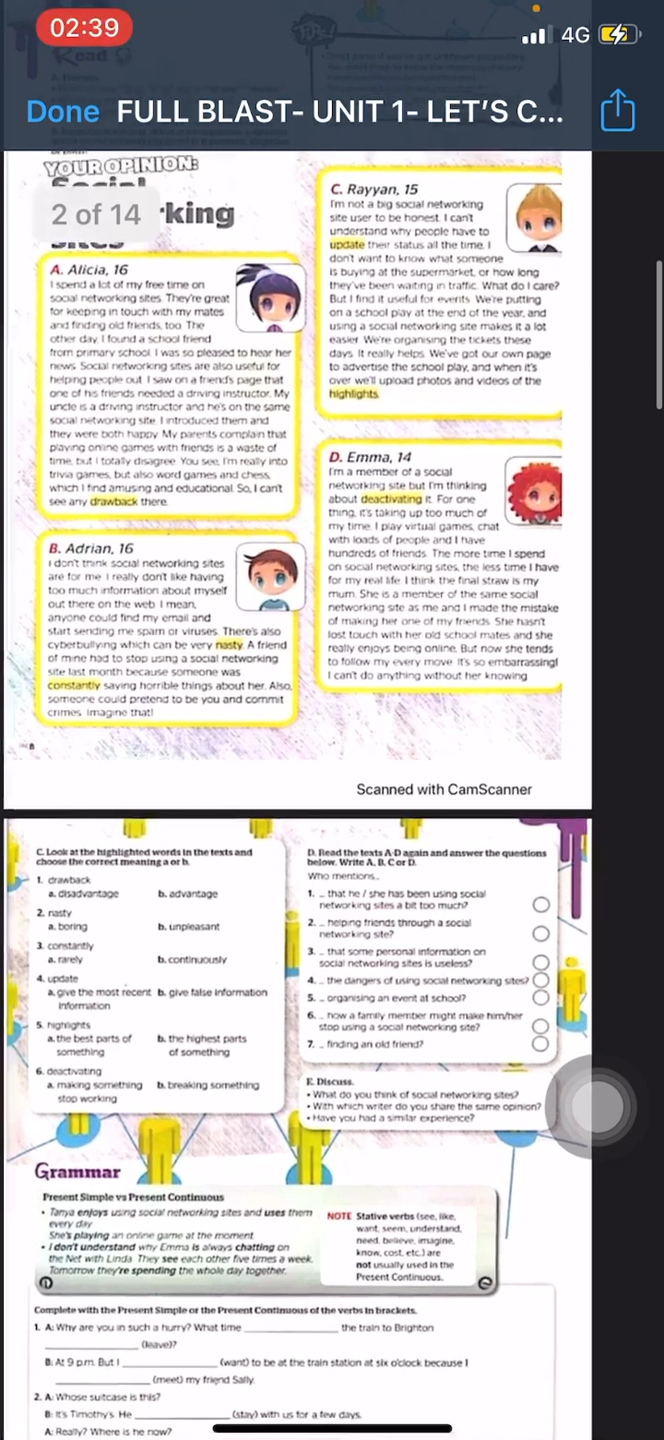 02:39
4G
Done FULL BLAST- UNIT 1- LET'S C...
2 of 14
YOUR OPINION:
Social
rking
sites
A. Alicia, 16
I spend a lot of my free time on
social networking sites. They're great
for keeping in touch with my mates
and finding old friends, too. The
other day, I found a school friend
from primary school. I was so pleased to hear her
news. Social networking sites are also useful for
helping people out. I saw on a friend's page that
one of his friends needed a driving instructor. My
uncle is a driving instructor and he's on the same
social networking site. I introduced them and
they were both happy. My parents complain that
playing online games with friends is a waste of
time, but I totally disagree. You see, I'm really into
trivia games, but also word games and chess,
which I find amusing and educational. So, I can't
see any drawback there.
B. Adrian, 16
I don't think social networking sites
are for me. I really don't like having
too much information about myself
out there on the web. I mean,
anyone could find my email and
start sending me spam or viruses. There's also
cyberbullying which can be very nasty. A friend
of mine had to stop using a social networking
site last month because someone was
constantly saying horrible things about her. Also,
someone could pretend to be you and commit
crimes. Imagine that!
8
C. Rayyan, 15
I'm not a big social networking
site user to be honest. I can't
understand why people have to
update their status all the time. I
don't want to know what someone
is buying at the supermarket, or how long
they've been waiting in traffic. What do I care?
But I find it useful for events. We're putting
on a school play at the end of the year, and
using a social networking site makes it a lot
easier. We're organising the tickets these
days. It really helps. We've got our own page
to advertise the school play, and when it's
over we'll upload photos and videos of the
highlights.
D. Emma, 14
I'm a member of a social
networking site but I'm thinking
about deactivating it. For one
thing, it's taking up too much of
my time. I play virtual games, chat
with loads of people and I have
hundreds of friends. The more time I spend
on social networking sites, the less time I have
for my real life. I think the final straw is my
mum. She is a member of the same social
networking site as me and I made the mistake
of making her one of my friends. She hasn't
lost touch with her old school mates and she
really enjoys being online. But now she tends
to follow my every move. It's so embarrassing!
I can't do anything without her knowing
Scanned with CamScanner
C. Look at the highlighted words in the texts and
choose the correct meaning a or b.
1. drawback
a. disadvantage b. advantage
2. nasty
a. boring b. unpleasant
3. constantly
a. rarely b. continuously
4. update
a. give the most recent b. give false information
information
5. highlights
a. the best parts of b. the highest parts
something of something
6. deactivating
a. making something b. breaking something
stop working
D. Read the texts A-D again and answer the questions
below. Write A, B, C or D.
Who mentions...
1. ... that he / she has been using social
networking sites a bit too much?
2. ... helping friends through a social
networking site?
3. ... that some personal information on
social networking sites is useless?
4. ... the dangers of using social networking sites?
5. ... organising an event at school?
6. ... how a family member might make him/her
stop using a social networking site?
7. ... finding an old friend?
E. Discuss.
• What do you think of social networking sites?
• With which writer do you share the same opinion?
• Have you had a similar experience?
Grammar
Present Simple vs Present Continuous
• Tanya enjoys using social networking sites and uses them
every day.
She's playing an online game at the moment.
• I don't understand why Emma is always chatting on
the Net with Linda. They see each other five times a week.
Tomorrow they're spending the whole day together.
NOTE Stative verbs (see, like,
want, seem, understand,
need, believe, imagine,
know, cost, etc.) are
not usually used in the
Present Continuous.
Complete with the Present Simple or the Present Continuous of the verbs in brackets.
1. A: Why are you in such a hurry? What time ____ the train to Brighton
____ (leave)?
B: At 9 p.m. But I ____ (want) to be at the train station at six o'clock because I
____ (meet) my friend Sally.
2. A: Whose suitcase is this?
B: It's Timothy's. He ____ (stay) with us for a few days.
A: Really? Where is he now?